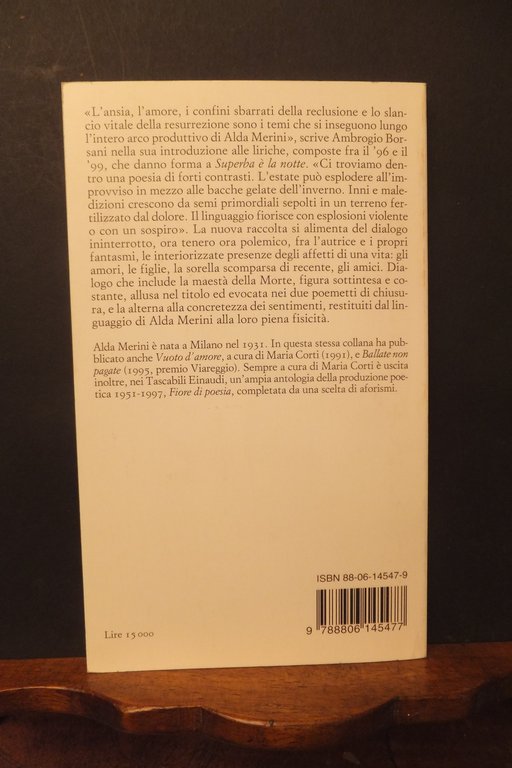 «L'ansia, l'amore, i confini sbarrati della reclusione e lo slan-
cio vitale della resurrezione sono i temi che si inseguono lungo
l'intero arco produttivo di Alda Merini», scrive Ambrogio Bor-
sani nella sua introduzione alle liriche, composte fra il '96 e il
'99, che danno forma a Superba è la notte. «Ci troviamo den-
tro una poesia di forti contrasti. L'estate può esplodere all'im-
provviso in mezzo alle bacche gelate dell'inverno. Inni e male-
dizioni crescono da semi primordiali sepolti in un terreno fer-
tilizzato dal dolore. Il linguaggio fiorisce con esplosioni violente
o con un sospiro». La nuova raccolta si alimenta del dialogo
ininterrotto, ora tenero ora polemico, fra l'autrice e i propri
fantasmi, le interiorizzate presenze degli affetti di una vita: gli
amori, le figlie, la sorella scomparsa di recente, gli amici. Dia-
logo che include la maestà della Morte, figura sottintesa e co-
stante, allusa nel titolo ed evocata nei due poemetti di chiusu-
ra, e la alterna alla concretezza dei sentimenti, restituiti dal lin-
guaggio di Alda Merini alla loro piena fisicità.
Alda Merini è nata a Milano nel 1931. In questa stessa collana ha pub-
blicato anche Vuoto d'amore, a cura di Maria Corti (1991), e Ballate non
pagate (1995, premio Viareggio). Sempre a cura di Maria Corti è uscita
inoltre, nei Tascabili Einaudi, un'ampia antologia della produzione poe-
tica 1951-1997, Fiore di poesia, completata da una scelta di aforismi.
ISBN 88-06-14547-9
9 788806 145477
Lire 15 000